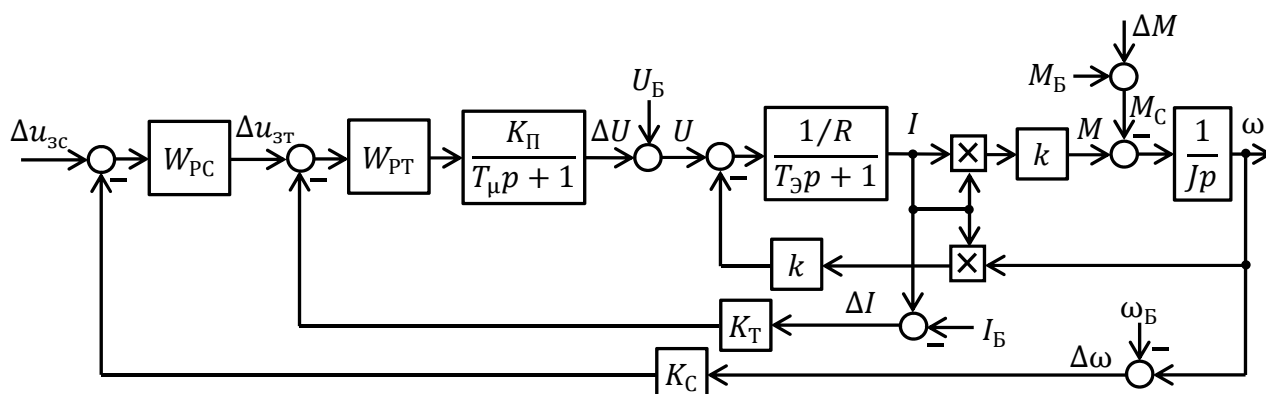 ΔM
M_Б
U_Б
Δu_зс
W_РС
Δu_зт
W_РТ
K_П
T_μp + 1
ΔU
U
1/R
T_Эp + 1
I
×
k
M
M_С
1
Jp
ω
k
×
K_Т
ΔI
I_Б
ω_Б
K_С
Δω